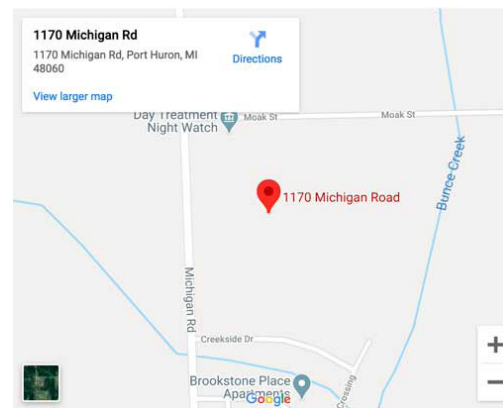 1170 Michigan Rd
1170 Michigan Rd, Port Huron, MI
48060
Directions
View larger map
Day Treatment
Night Watch
Moak St
Moak St
Bunce Creek
1170 Michigan Road
Michigan Rd
Creekside Dr
Crossing
Brookstone Place
Apartments
Google
+
−